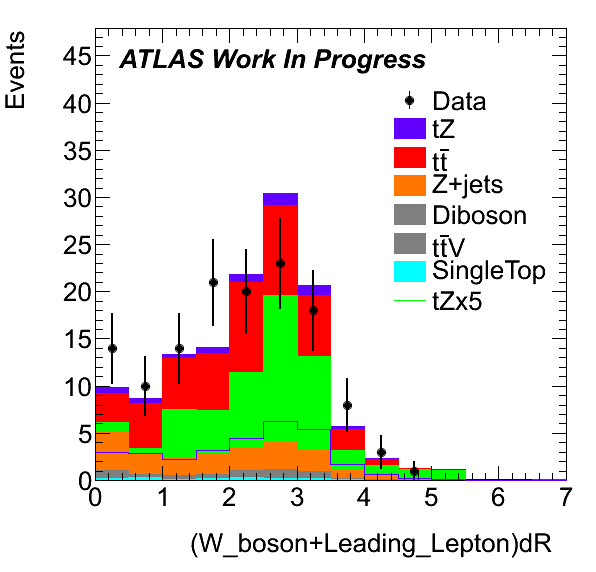 ATLAS Work In Progress
Events
45
40
35
30
25
20
15
10
5
0
Data
tZ
tt̄
Z+jets
Diboson
tt̄V
SingleTop
tZx5
0 1 2 3 4 5 6 7
(W_boson+Leading_Lepton)dR